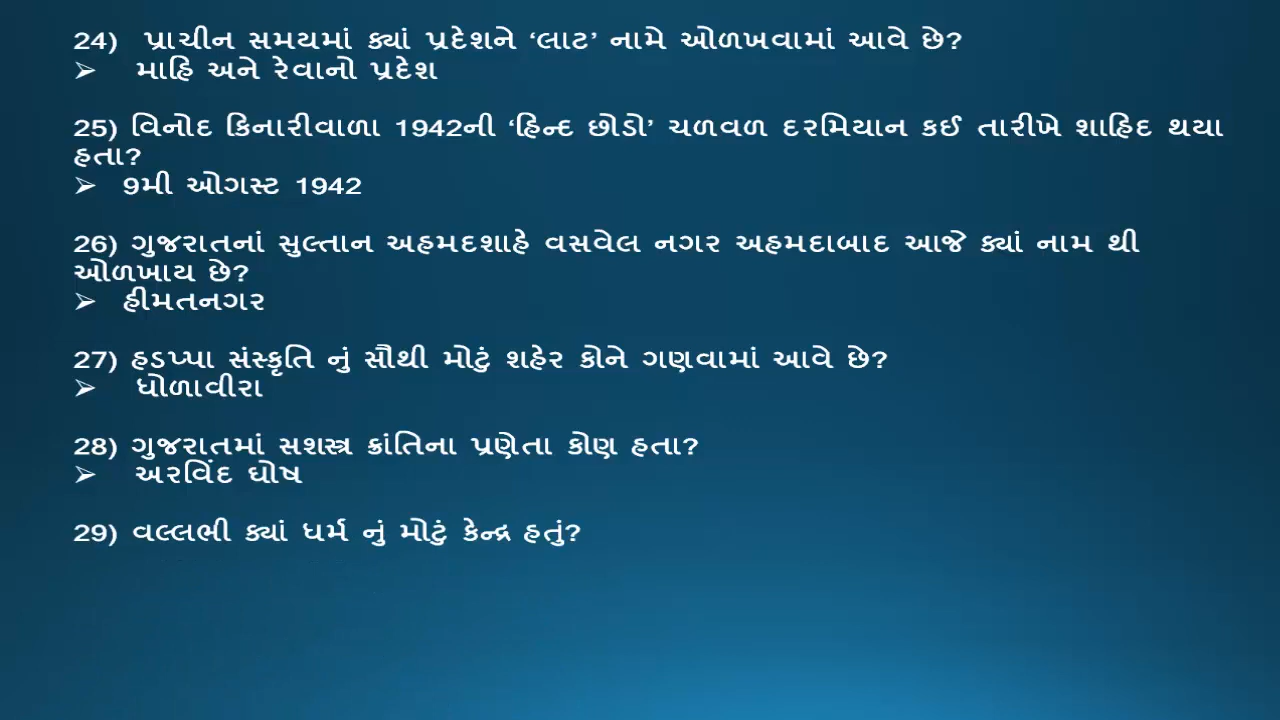 24) પ્રાચીન સમયમાં ક્યાં પ્રદેશને ‘લાટ’ નામે ઓળખવામાં આવે છે?
➢ માહિ અને રેવાનો પ્રદેશ
25) વિનોદ કિનારીવાળા 1942ની ‘હિન્દ છોડો’ ચળવળ દરમિયાન કઈ તારીખે શાહિદ થયા
હતા?
➢ 9મી ઓગસ્ટ 1942
26) ગુજરાતનાં સુલ્તાન અહમદશાહે વસવેલ નગર અહમદાબાદ આજે ક્યાં નામ થી
ઓળખાય છે?
➢ હીમતનગર
27) હડપ્પા સંસ્કૃતિ નું સૌથી મોટું શહેર કોને ગણવામાં આવે છે?
➢ ધોળાવીરા
28) ગુજરાતમાં સશસ્ત્ર ક્રાંતિના પ્રણેતા કોણ હતા?
➢ અરવિંદ ઘોષ
29) વલ્લભી ક્યાં ધર્મ નું મોટું કેન્દ્ર હતું?